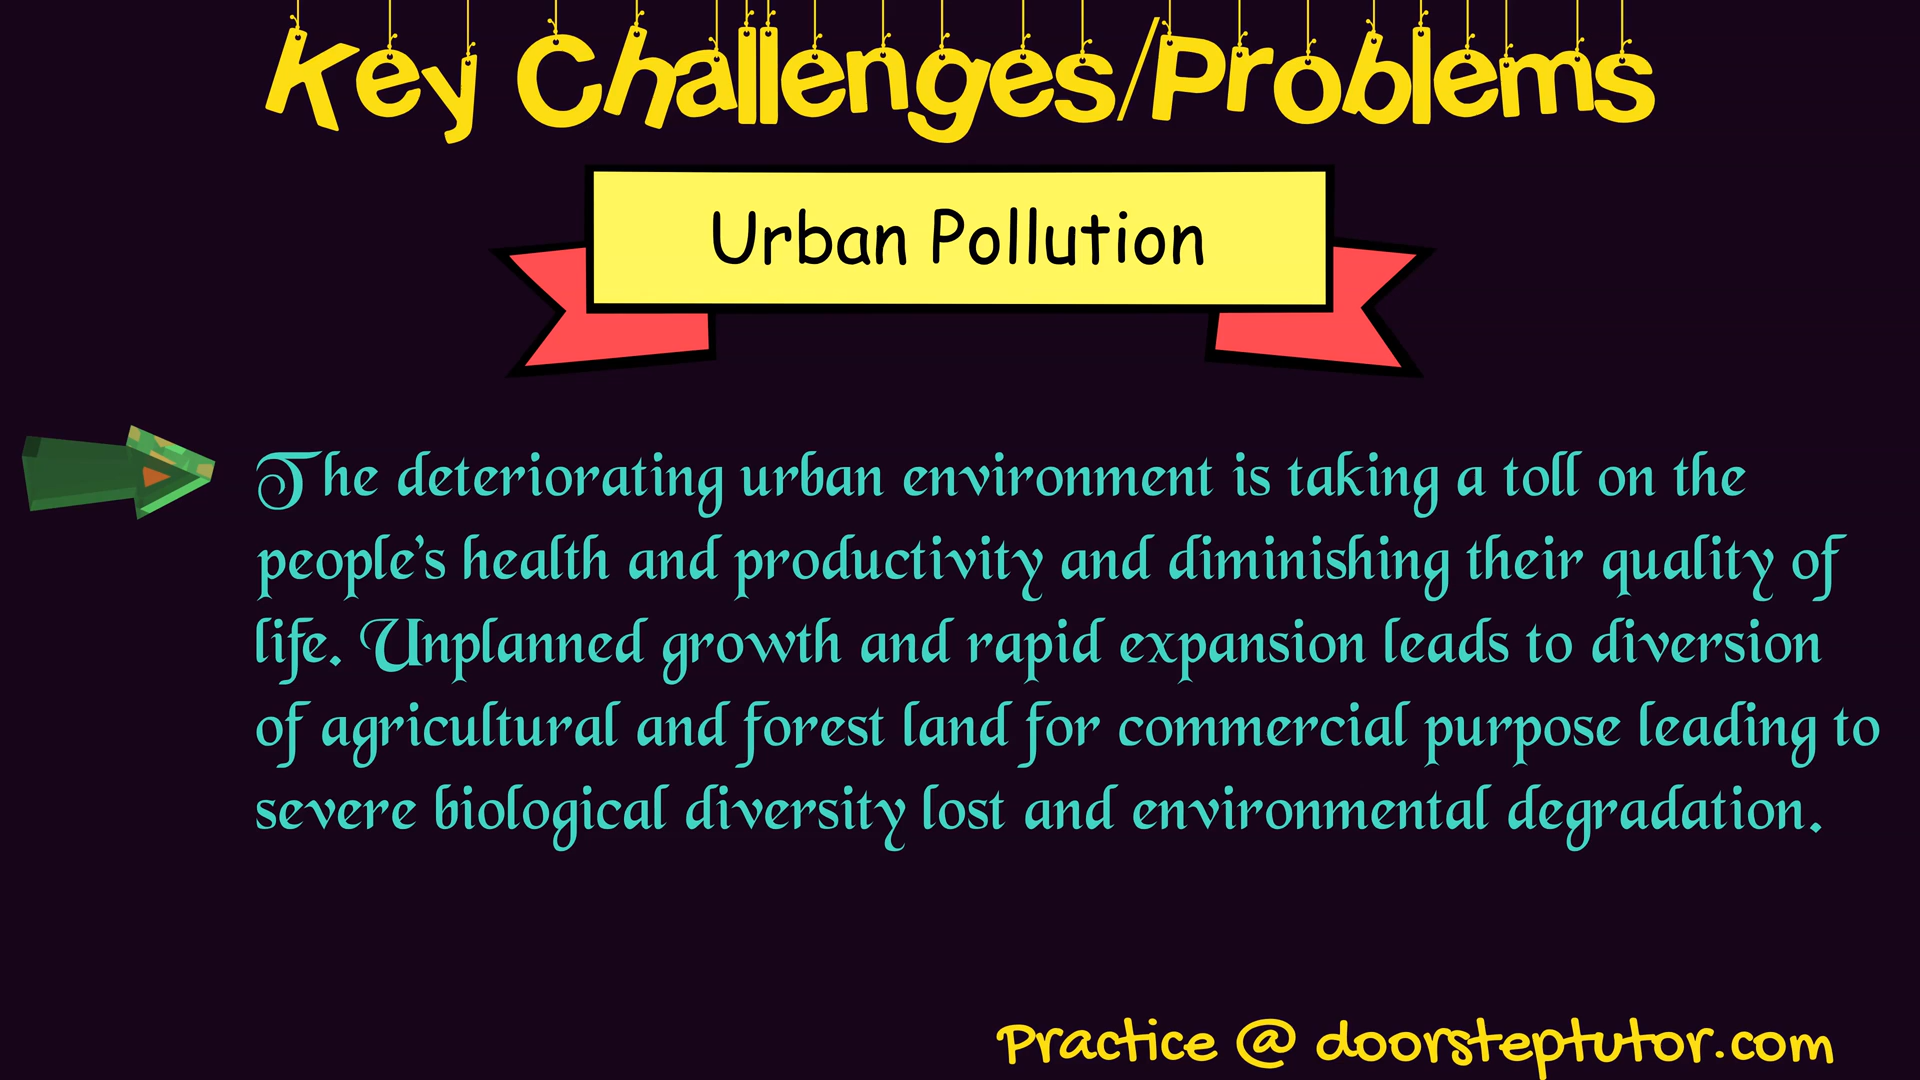 Key Challenges/Problems
Urban Pollution
The deteriorating urban environment is taking a toll on the
people's health and productivity and diminishing their quality of
life. Unplanned growth and rapid expansion leads to diversion
of agricultural and forest land for commercial purpose leading to
severe biological diversity lost and environmental degradation.
Practice @ doorsteptutor.com